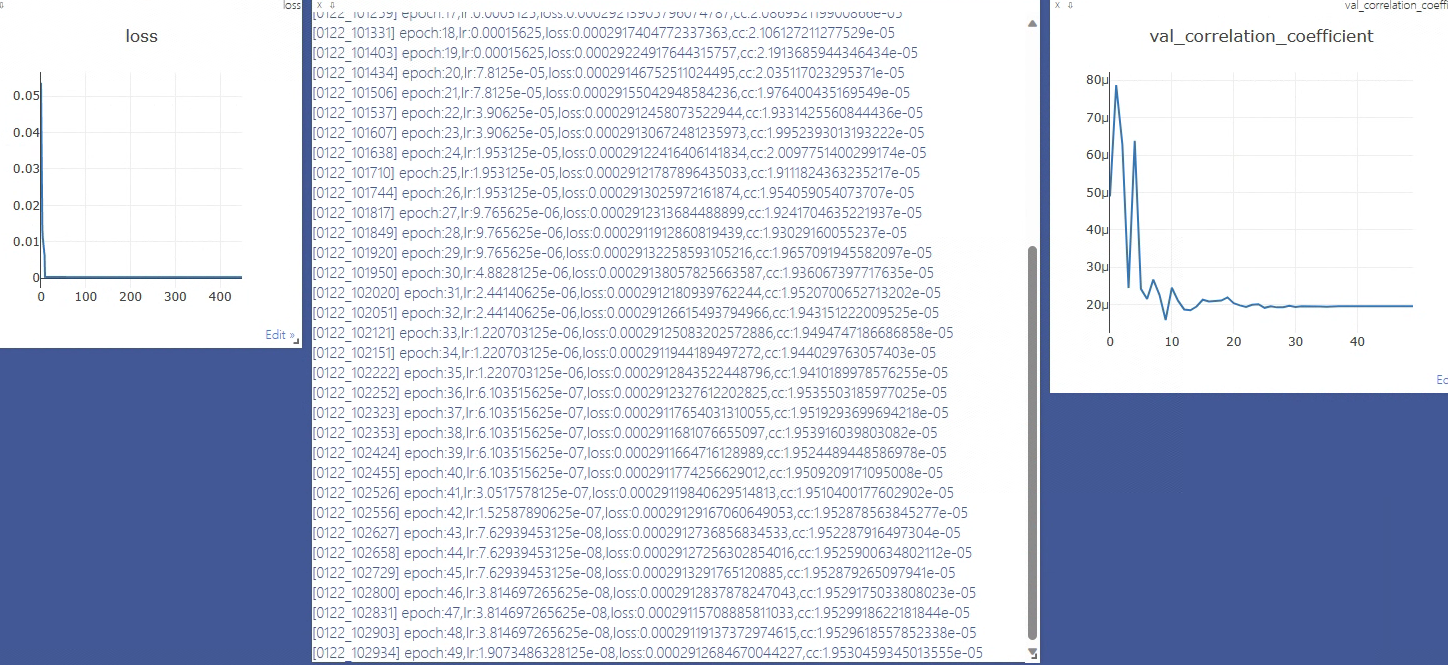 loss
loss
0.05
0.04
0.03
0.02
0.01
0
0 100 200 300 400
Edit »
[0122_101331] epoch:18,lr:0.00015625,loss:0.0002917404772337363,cc:2.106127211277529e-05
[0122_101403] epoch:19,lr:0.00015625,loss:0.00029224917644315757,cc:2.1913685944346434e-05
[0122_101434] epoch:20,lr:7.8125e-05,loss:0.00029146752511024495,cc:2.035117023295371e-05
[0122_101506] epoch:21,lr:7.8125e-05,loss:0.00029155042948584236,cc:1.976400435169549e-05
[0122_101537] epoch:22,lr:3.90625e-05,loss:0.0002912458073522944,cc:1.9331425560844436e-05
[0122_101607] epoch:23,lr:3.90625e-05,loss:0.00029130672481235973,cc:1.9952393013193222e-05
[0122_101638] epoch:24,lr:1.953125e-05,loss:0.00029122416406141834,cc:2.0097751400299174e-05
[0122_101710] epoch:25,lr:1.953125e-05,loss:0.00029121787896435033,cc:1.9111824363235217e-05
[0122_101744] epoch:26,lr:1.953125e-05,loss:0.0002913025972161874,cc:1.954059054073707e-05
[0122_101817] epoch:27,lr:9.765625e-06,loss:0.0002912313684488899,cc:1.9241704635221937e-05
[0122_101849] epoch:28,lr:9.765625e-06,loss:0.0002911912860819439,cc:1.93029160055237e-05
[0122_101920] epoch:29,lr:9.765625e-06,loss:0.00029132258593105216,cc:1.9657091945582097e-05
[0122_101950] epoch:30,lr:4.8828125e-06,loss:0.00029138057825663587,cc:1.936067397717635e-05
[0122_102020] epoch:31,lr:2.44140625e-06,loss:0.0002912180939762244,cc:1.9520700652713202e-05
[0122_102051] epoch:32,lr:2.44140625e-06,loss:0.00029126615493794966,cc:1.943151222009525e-05
[0122_102121] epoch:33,lr:1.220703125e-06,loss:0.00029125083202572886,cc:1.9494747186686858e-05
[0122_102151] epoch:34,lr:1.220703125e-06,loss:0.0002911944189497272,cc:1.944029763057403e-05
[0122_102222] epoch:35,lr:1.220703125e-06,loss:0.0002912843522448796,cc:1.9410189978576255e-05
[0122_102252] epoch:36,lr:6.103515625e-07,loss:0.0002912327612202825,cc:1.9535503185977025e-05
[0122_102323] epoch:37,lr:6.103515625e-07,loss:0.00029117654031310055,cc:1.9519293699694218e-05
[0122_102353] epoch:38,lr:6.103515625e-07,loss:0.0002911681076655097,cc:1.953916039803082e-05
[0122_102424] epoch:39,lr:6.103515625e-07,loss:0.0002911664716128989,cc:1.9524489448586978e-05
[0122_102455] epoch:40,lr:6.103515625e-07,loss:0.0002911774256629012,cc:1.9509209171095008e-05
[0122_102526] epoch:41,lr:3.0517578125e-07,loss:0.00029119840629514813,cc:1.9510400177602902e-05
[0122_102556] epoch:42,lr:1.52587890625e-07,loss:0.00029129167060649053,cc:1.952878563845277e-05
[0122_102627] epoch:43,lr:7.62939453125e-08,loss:0.0002912736856834533,cc:1.9522879164973​04e-05
[0122_102658] epoch:44,lr:7.62939453125e-08,loss:0.00029127256302854016,cc:1.9525900634802112e-05
[0122_102729] epoch:45,lr:7.62939453125e-08,loss:0.0002913291765120885,cc:1.952879265097941e-05
[0122_102800] epoch:46,lr:3.814697265625e-08,loss:0.0002912837878247043,cc:1.9529175033808023e-05
[0122_102831] epoch:47,lr:3.814697265625e-08,loss:0.00029115708885811033,cc:1.9529918622181844e-05
[0122_102903] epoch:48,lr:3.814697265625e-08,loss:0.00029119137372974615,cc:1.9529618557852338e-05
[0122_102934] epoch:49,lr:1.9073486328125e-08,loss:0.0002912684670044227,cc:1.9530459345013555e-05
val_correlation_coeffi
val_correlation_coefficient
80μ
70μ
60μ
50μ
40μ
30μ
20μ
0 10 20 30 40